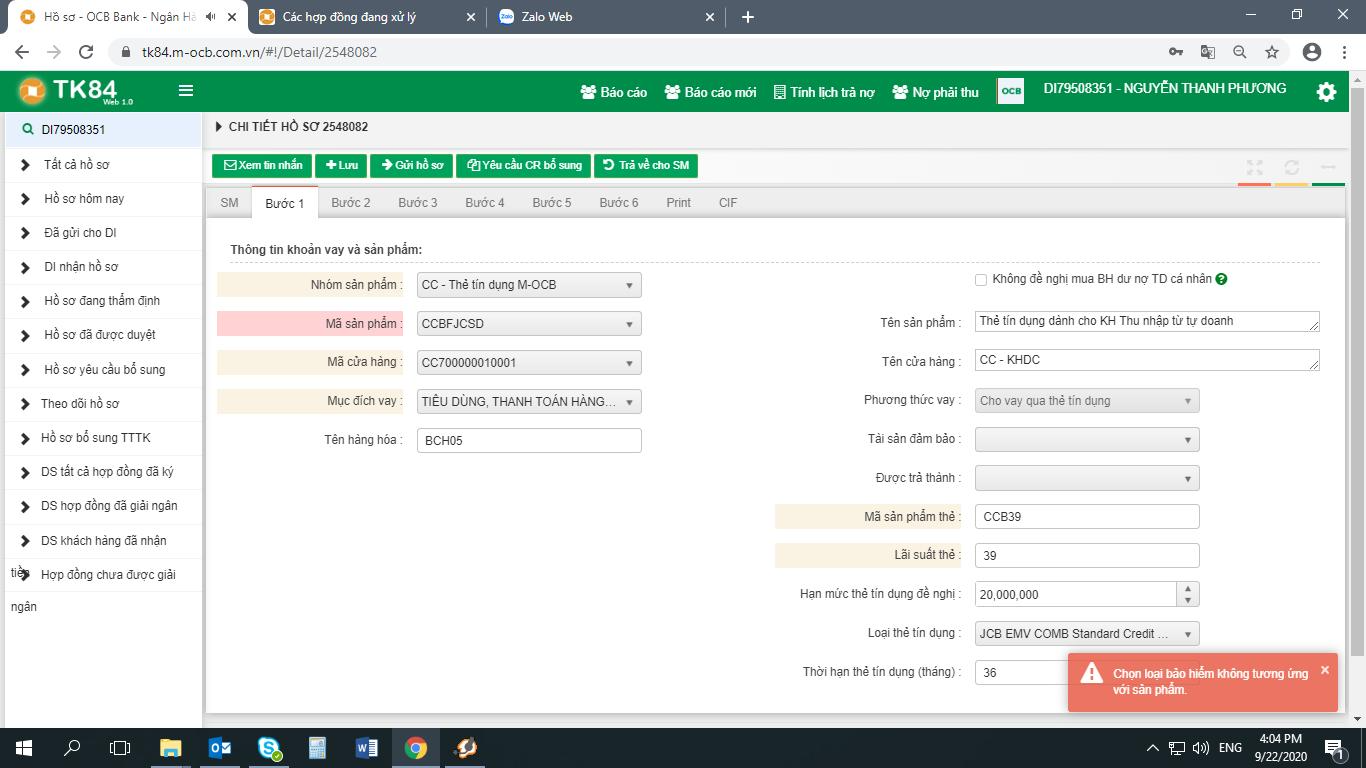 Hồ sơ - OCB Bank - Ngân Hà
Các hợp đồng đang xử lý
Zalo Web
tk84.m-ocb.com.vn/#!/Detail/2548082
TK84
Web 1.0
Báo cáo
Báo cáo mới
Tính lịch trả nợ
Nợ phải thu
OCB
DI79508351 - NGUYỄN THANH PHƯƠNG
DI79508351
Tất cả hồ sơ
Hồ sơ hôm nay
Đã gửi cho DI
DI nhận hồ sơ
Hồ sơ đang thẩm định
Hồ sơ đã được duyệt
Hồ sơ yêu cầu bổ sung
Theo dõi hồ sơ
Hồ sơ bổ sung TTTK
DS tất cả hợp đồng đã ký
DS hợp đồng đã giải ngân
DS khách hàng đã nhận
tiền
Hợp đồng chưa được giải
ngân
CHI TIẾT HỒ SƠ 2548082
Xem tin nhắn
Lưu
Gửi hồ sơ
Yêu cầu CR bổ sung
Trả về cho SM
SM
Bước 1
Bước 2
Bước 3
Bước 4
Bước 5
Bước 6
Print
CIF
Thông tin khoản vay và sản phẩm:
Nhóm sản phẩm :
CC - Thẻ tín dụng M-OCB
Không đề nghị mua BH dư nợ TD cá nhân
Mã sản phẩm :
CCBFJCSD
Tên sản phẩm :
Thẻ tín dụng dành cho KH Thu nhập từ tự doanh
Mã cửa hàng :
CC700000010001
Tên cửa hàng :
CC - KHDC
Mục đích vay :
TIÊU DÙNG, THANH TOÁN HÀNG...
Phương thức vay :
Cho vay qua thẻ tín dụng
Tên hàng hóa :
BCH05
Tài sản đảm bảo :
Được trả thành :
Mã sản phẩm thẻ :
CCB39
Lãi suất thẻ :
39
Hạn mức thẻ tín dụng đề nghị :
20,000,000
Loại thẻ tín dụng :
JCB EMV COMB Standard Credit ...
Thời hạn thẻ tín dụng (tháng) :
36
Chọn loại bảo hiểm không tương ứng
với sản phẩm.
ENG
4:04 PM
9/22/2020
1